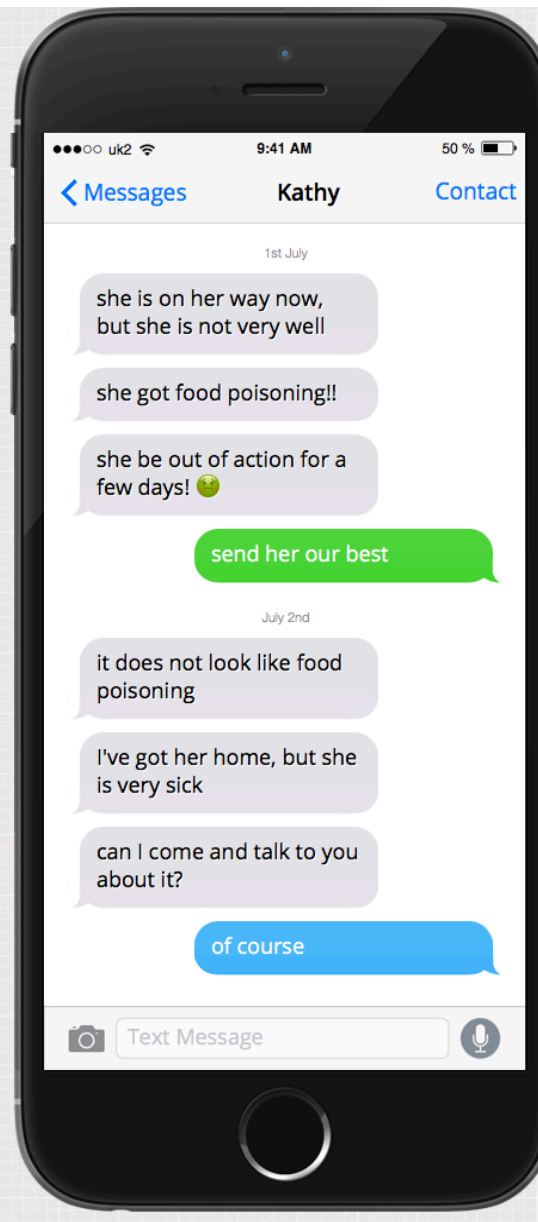 uk2 9:41 AM 50 %
Messages Kathy Contact
1st July
she is on her way now,
but she is not very well
she got food poisoning!!
she be out of action for a
few days! 🤢
send her our best
July 2nd
it does not look like food
poisoning
I've got her home, but she
is very sick
can I come and talk to you
about it?
of course
Text Message